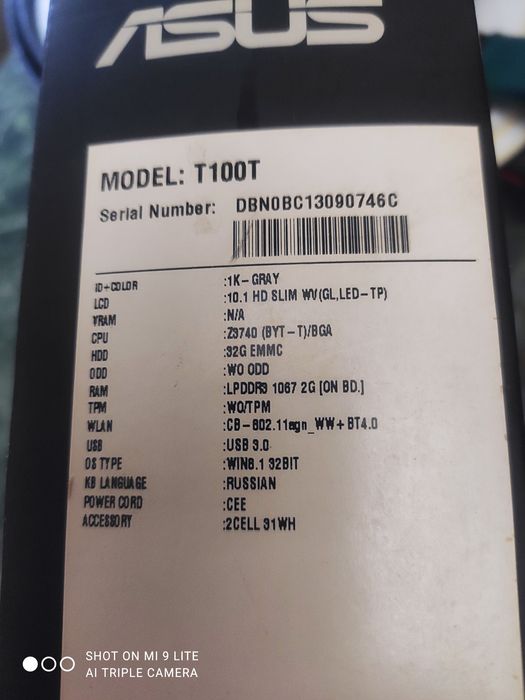 ASUS
MODEL: T100T
Serial Number: DBN0BC13090746C
ID+COLOR :1K-GRAY
LCD :10.1 HD SLIM WV(GL,LED-TP)
VRAM :N/A
CPU :Z3740 (BYT-T)/BGA
HDD :32G EMMC
ODD :WO ODD
RAM :LPDDR3 1067 2G [ON BD.]
TPM :WO/TPM
WLAN :CB-802.11agn_WW+BT4.0
USB :USB 3.0
OS TYPE :WIN8.1 32BIT
KB LANGUAGE :RUSSIAN
POWER CORD :CEE
ACCESSORY :2CELL 31WH
SHOT ON MI 9 LITE
AI TRIPLE CAMERA